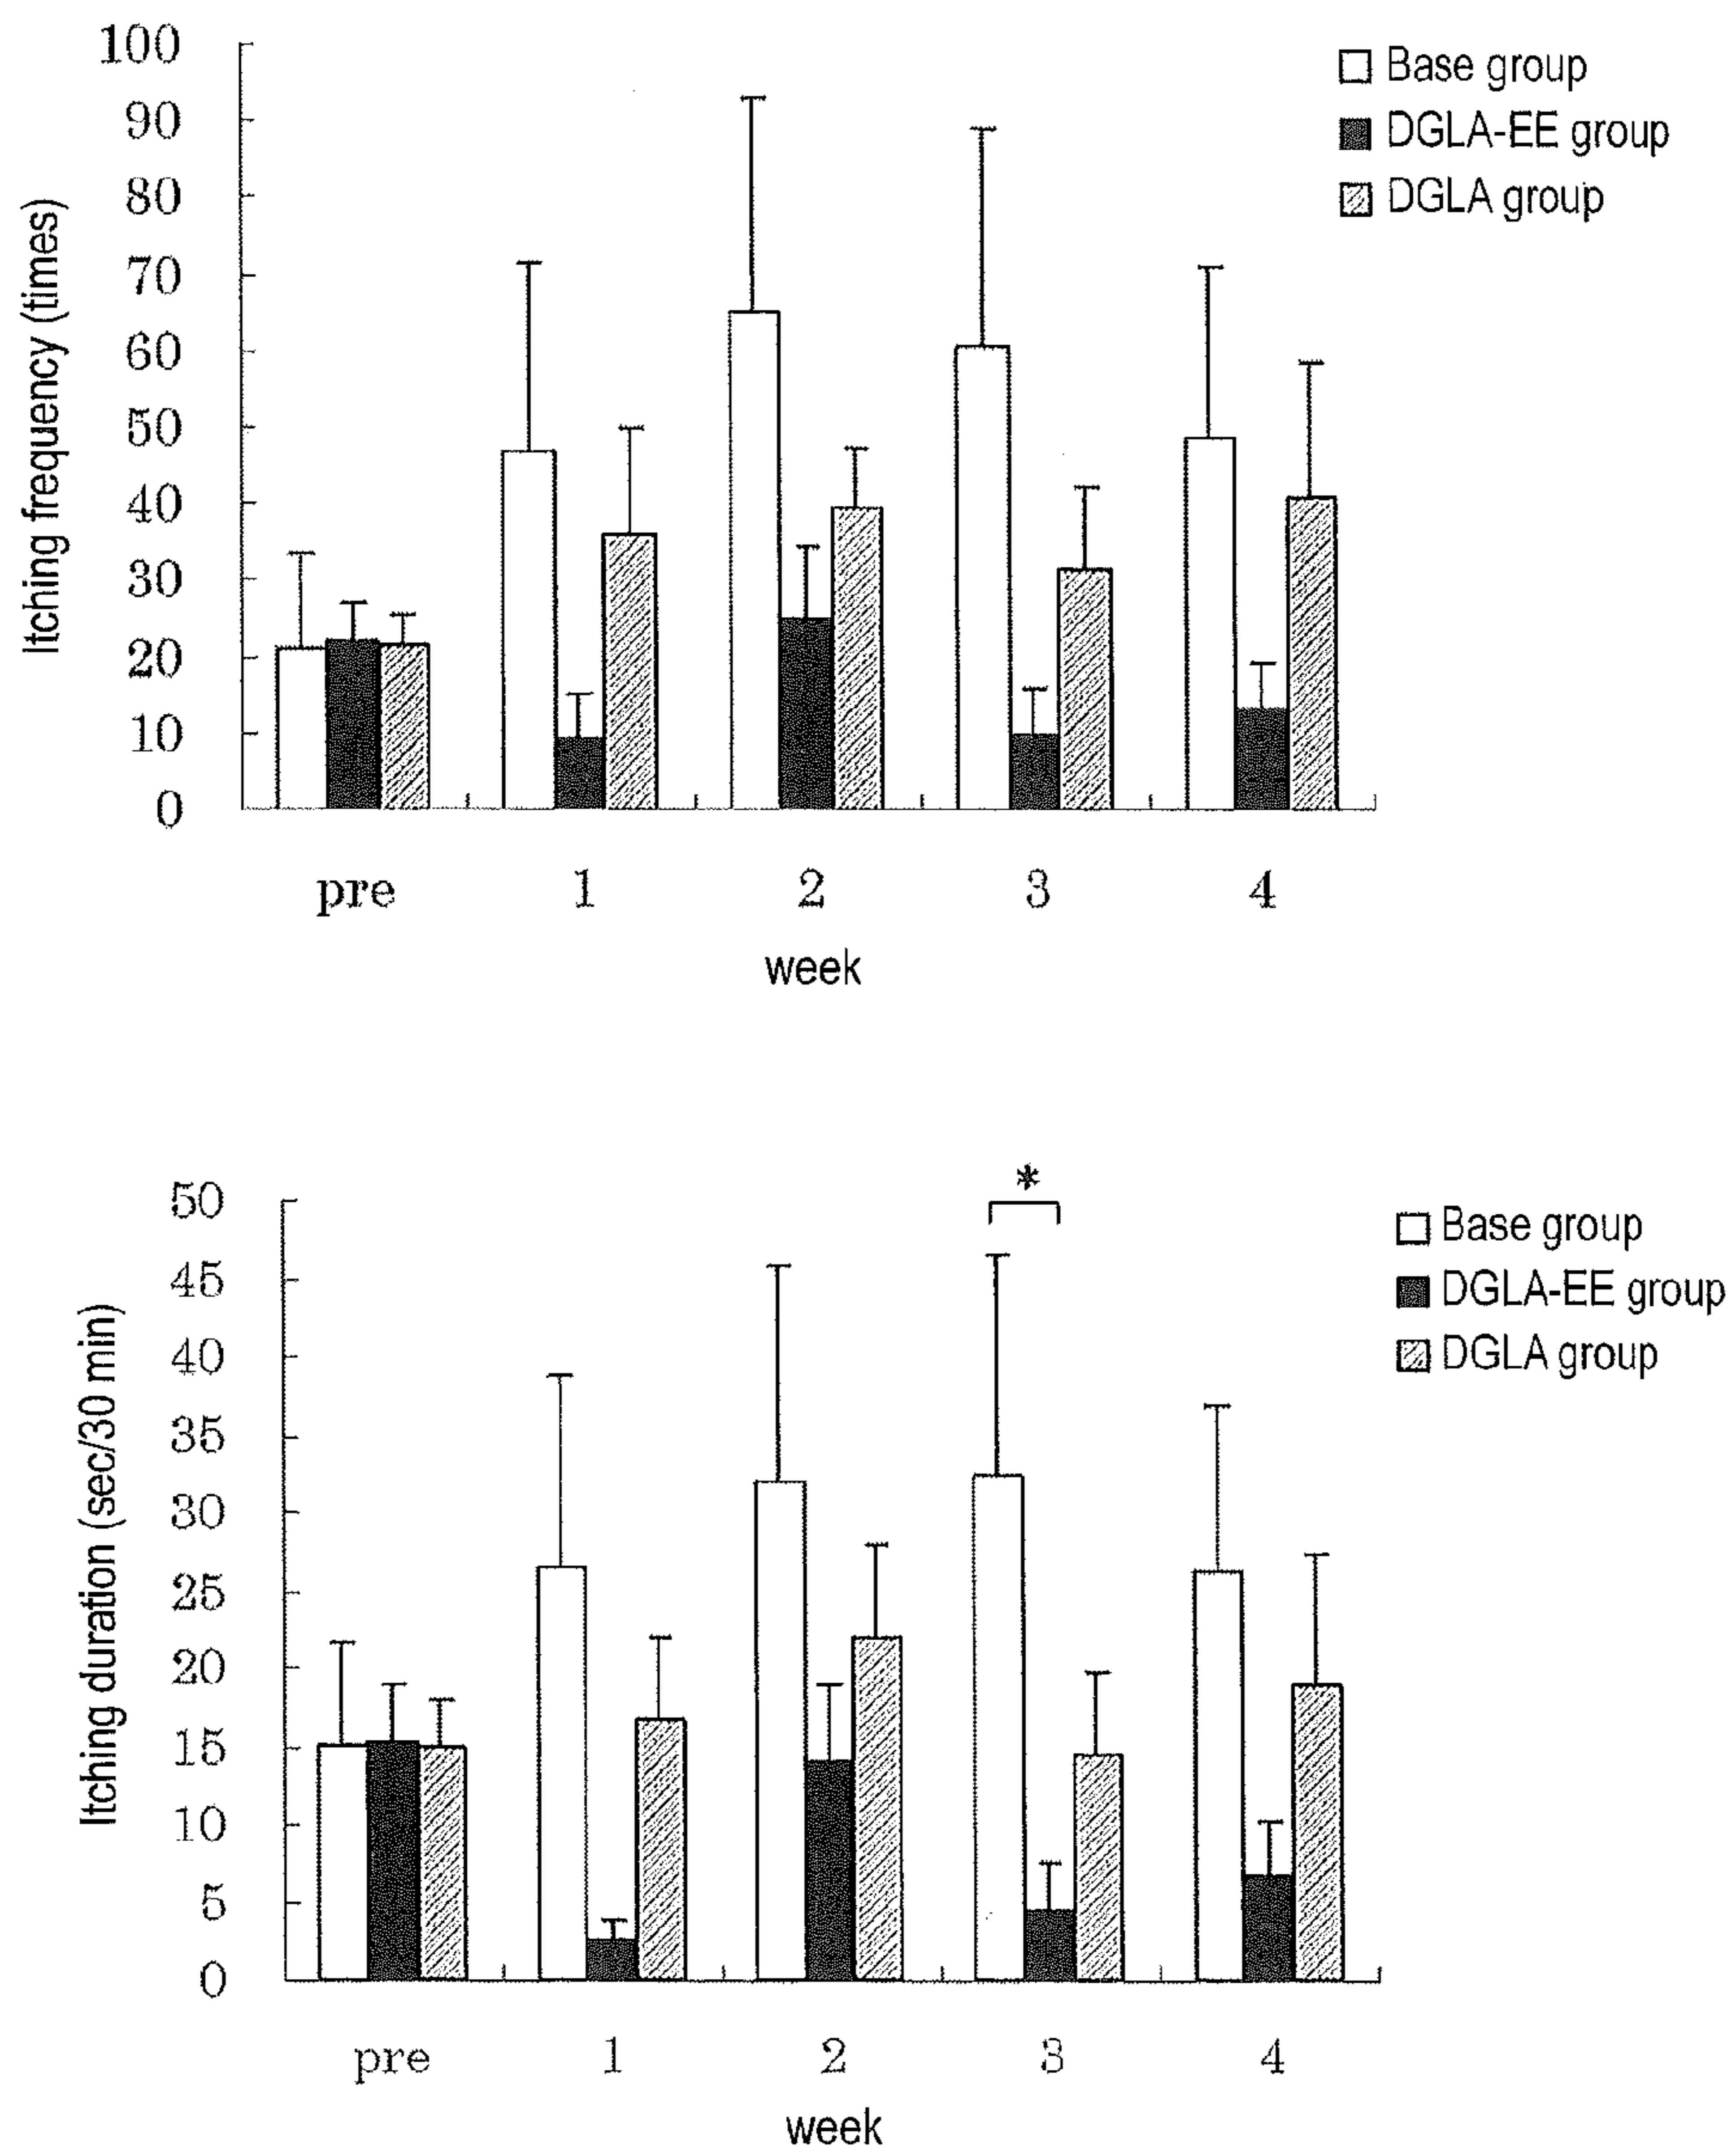 100
90
80
70
60
50
40
30
20
10
0
Itching frequency (times)
Base group
DGLA-EE group
DGLA group
pre 1 2 3 4
week
*
50
45
40
35
30
25
20
15
10
5
0
Itching duration (sec/30 min)
Base group
DGLA-EE group
DGLA group
pre 1 2 3 4
week